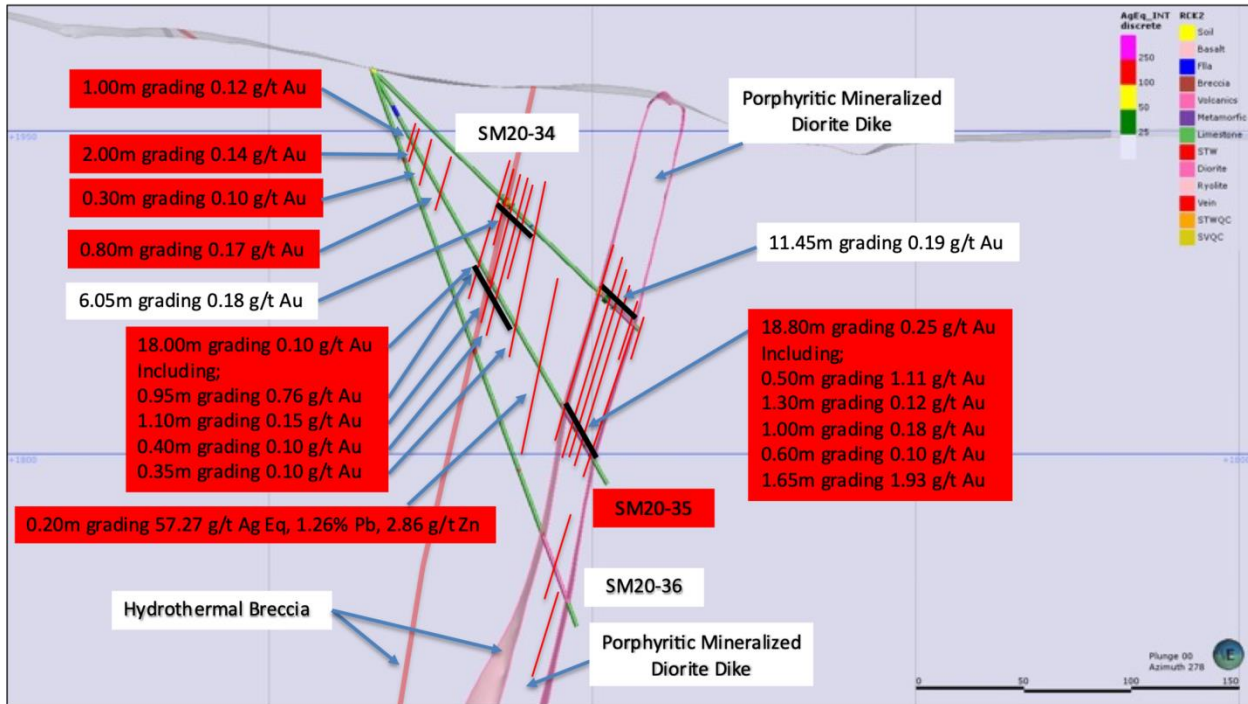 1.00m grading 0.12 g/t Au
2.00m grading 0.14 g/t Au
0.30m grading 0.10 g/t Au
0.80m grading 0.17 g/t Au
6.05m grading 0.18 g/t Au
18.00m grading 0.10 g/t Au
Including;
0.95m grading 0.76 g/t Au
1.10m grading 0.15 g/t Au
0.40m grading 0.10 g/t Au
0.35m grading 0.10 g/t Au
0.20m grading 57.27 g/t Ag Eq, 1.26% Pb, 2.86 g/t Zn
Hydrothermal Breccia
SM20-34
Porphyritic Mineralized
Diorite Dike
11.45m grading 0.19 g/t Au
18.80m grading 0.25 g/t Au
Including;
0.50m grading 1.11 g/t Au
1.30m grading 0.12 g/t Au
1.00m grading 0.18 g/t Au
0.60m grading 0.10 g/t Au
1.65m grading 1.93 g/t Au
SM20-35
SM20-36
Porphyritic Mineralized
Diorite Dike
+1950
+1800
AgEq_INT
discrete
250
100
50
25
RCK2
Soil
Basalt
Flla
Breccia
Volcanics
Metamorfic
Limestone
STW
Diorite
Ryolite
Vein
STWQC
SVQC
Plunge 00
Azimuth 278
E
0
50
100
150